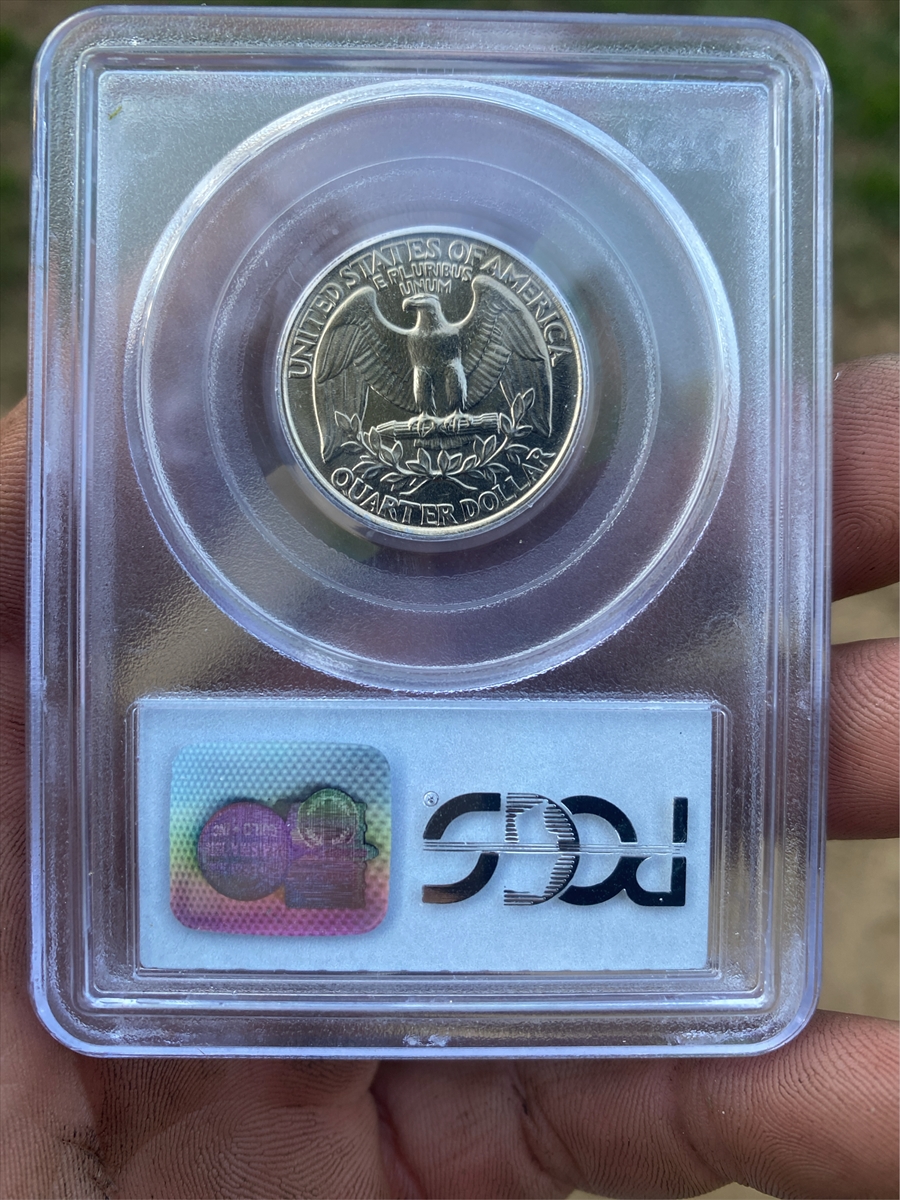 UNITED STATES OF AMERICA
E PLURIBUS
UNUM
QUARTER DOLLAR
PCGS®